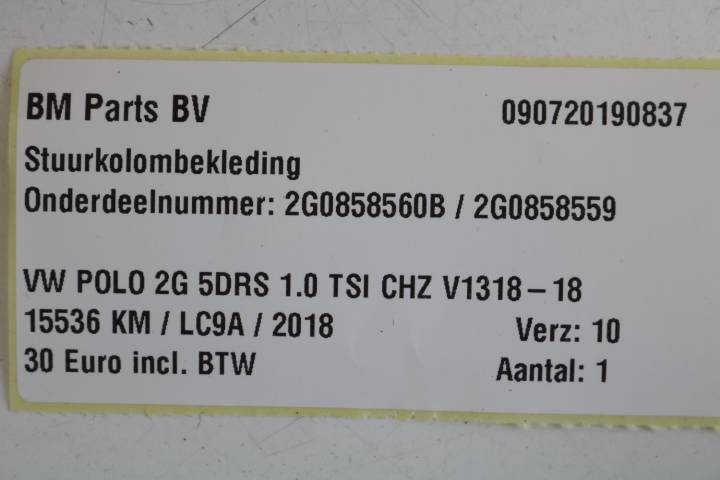 BM Parts BV 090720190837
Stuurkolombekleding
Onderdeelnummer: 2G0858560B / 2G0858559
VW POLO 2G 5DRS 1.0 TSI CHZ V1318-18
15536 KM / LC9A / 2018 Verz: 10
30 Euro incl. BTW Aantal: 1